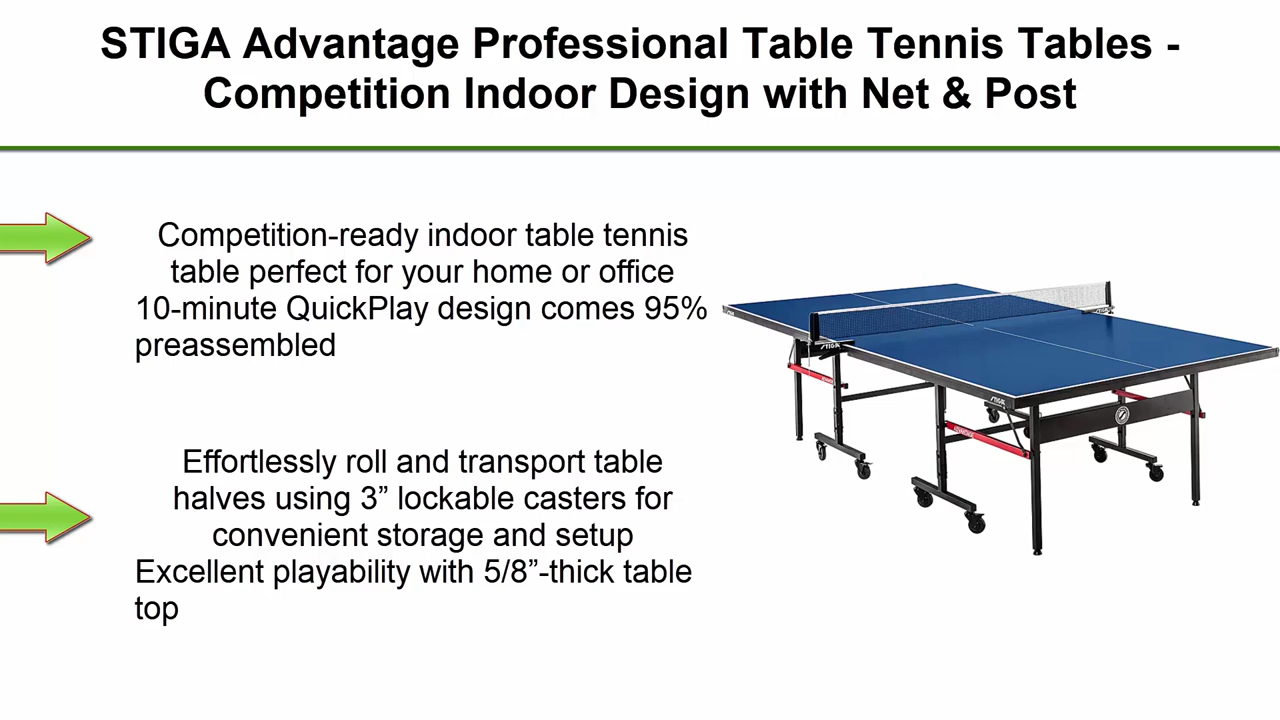 STIGA Advantage Professional Table Tennis Tables -
Competition Indoor Design with Net & Post
Competition-ready indoor table tennis
table perfect for your home or office
10-minute QuickPlay design comes 95%
preassembled
Effortlessly roll and transport table
halves using 3” lockable casters for
convenient storage and setup
Excellent playability with 5/8”-thick table
top
STIGA
STIGA